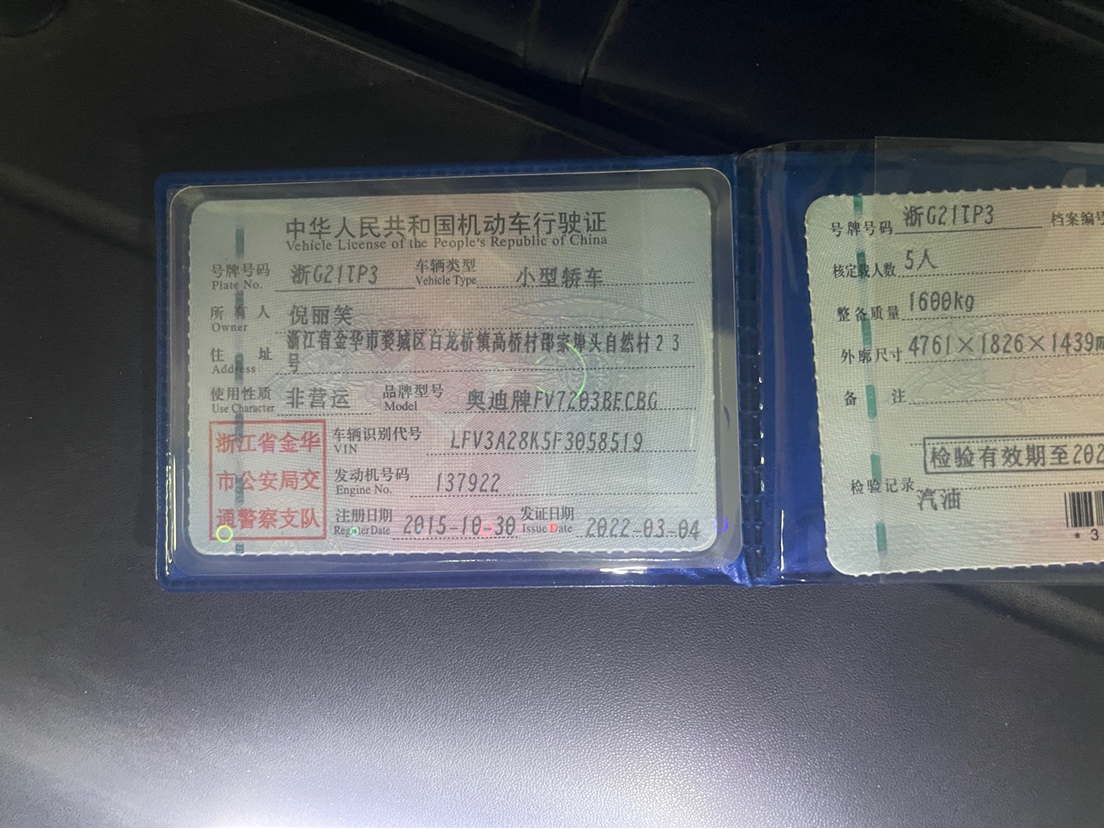 中华人民共和国机动车行驶证
Vehicle License of the People's Republic of China
号牌号码 Plate No. 浙G21TP3 车辆类型 Vehicle Type 小型轿车
所有人 Owner 倪丽笑
住址 Address 浙江省金华市婺城区白龙桥镇高桥村邵家埠头自然村23号
使用性质 Use Character 非营运 品牌型号 Model 奥迪牌FV7203BFCBG
浙江省金华市公安局交通警察支队
车辆识别代号 VIN LFV3A28K5F3058519
发动机号码 Engine No. 137922
注册日期 Register Date 2015-10-30 发证日期 Issue Date 2022-03-04
号牌号码 浙G21TP3 档案编号
核定载人数 5人
整备质量 1600kg
外廓尺寸 4761×1826×1439
备注
检验有效期至202
检验记录
汽油
*3